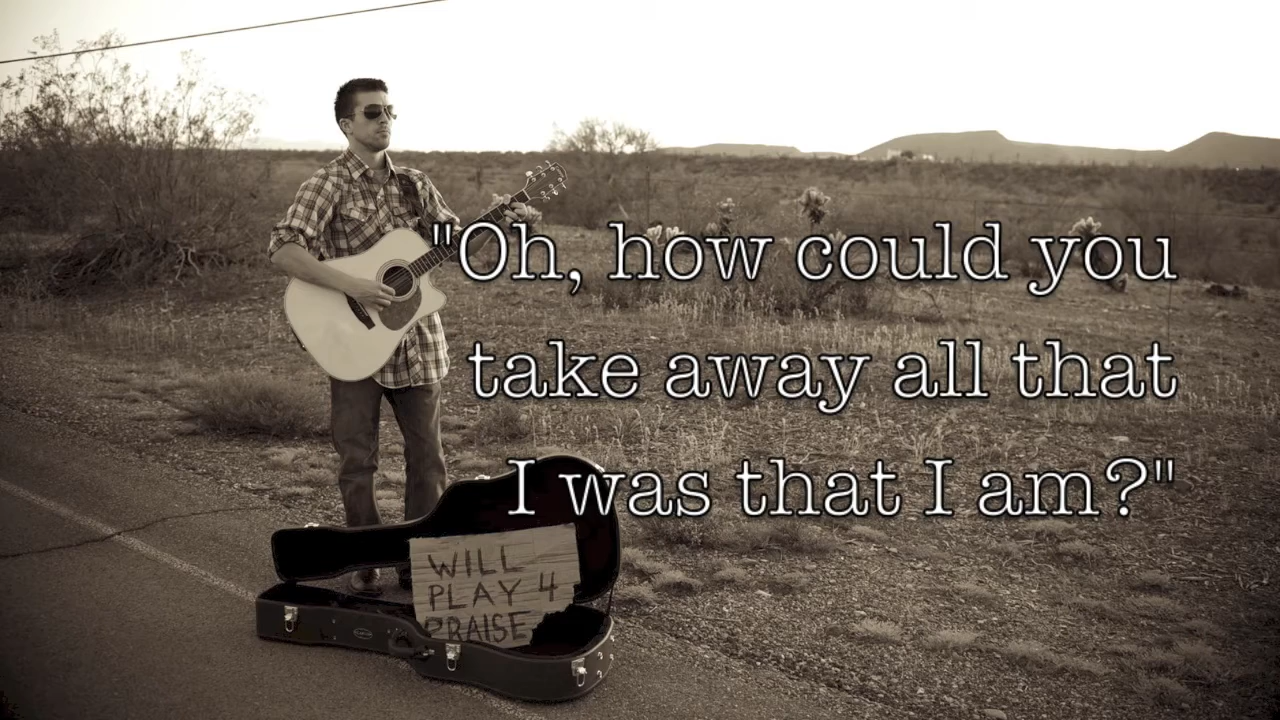 "Oh, how could you
take away all that
I was that I am?"
WILL
PLAY 4
PRAISE